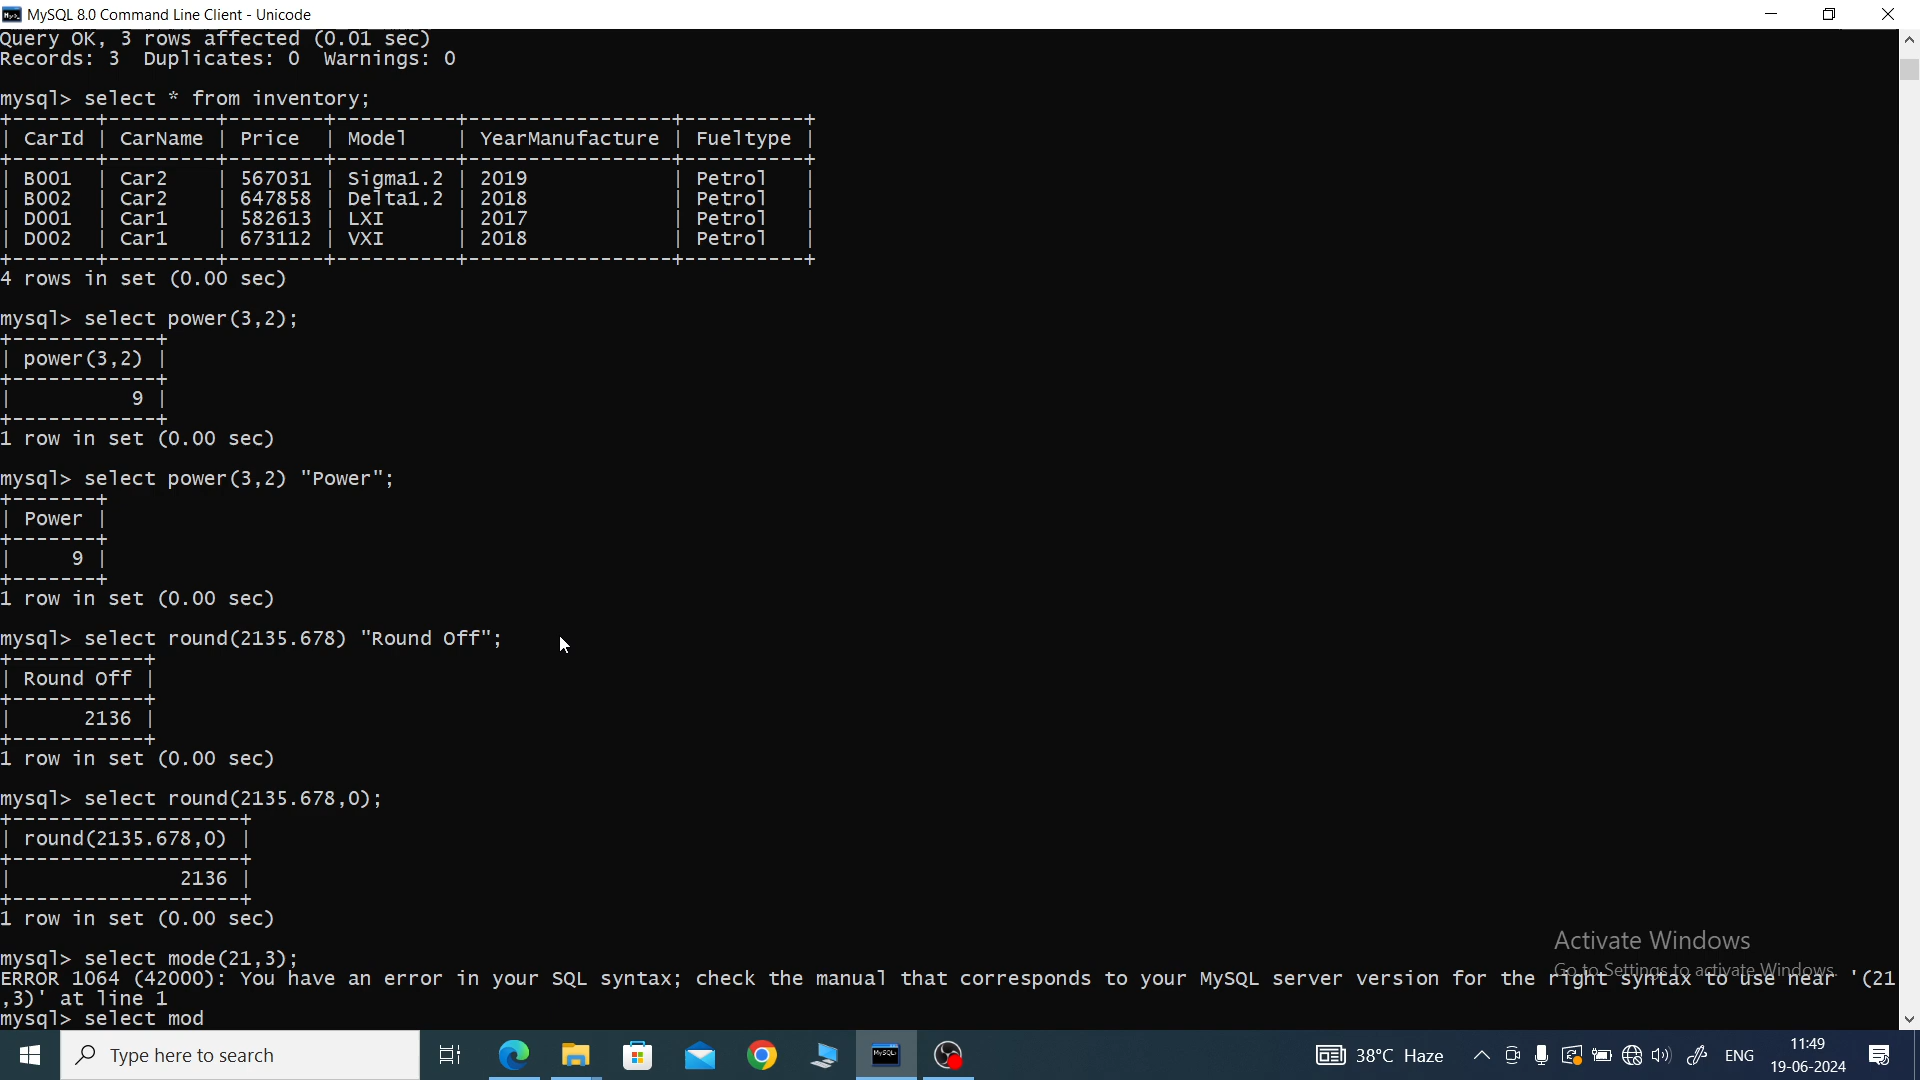 MySQL 8.0 Command Line Client - Unicode
Query OK, 3 rows affected (0.01 sec)
Records: 3  Duplicates: 0  Warnings: 0
mysql> select * from inventory;
+-------+---------+--------+----------+-----------------+----------+
| CarId | CarName | Price  | Model    | YearManufacture | Fueltype |
+-------+---------+--------+----------+-----------------+----------+
| B001  | Car2    | 567031 | Sigma1.2 | 2019            | Petrol   |
| B002  | Car2    | 647858 | Delta1.2 | 2018            | Petrol   |
| D001  | Car1    | 582613 | LXI      | 2017            | Petrol   |
| D002  | Car1    | 673112 | VXI      | 2018            | Petrol   |
+-------+---------+--------+----------+-----------------+----------+
4 rows in set (0.00 sec)
mysql> select power(3,2);
+------------+
| power(3,2) |
+------------+
|          9 |
+------------+
1 row in set (0.00 sec)
mysql> select power(3,2) "Power";
+-------+
| Power |
+-------+
|     9 |
+-------+
1 row in set (0.00 sec)
mysql> select round(2135.678) "Round Off";
+-----------+
| Round Off |
+-----------+
|      2136 |
+-----------+
1 row in set (0.00 sec)
mysql> select round(2135.678,0);
+-------------------+
| round(2135.678,0) |
+-------------------+
|              2136 |
+-------------------+
1 row in set (0.00 sec)
mysql> select mode(21,3);
ERROR 1064 (42000): You have an error in your SQL syntax; check the manual that corresponds to your MySQL server version for the right syntax to use near '(21
,3)' at line 1
mysql> select mod
Activate Windows
Go to Settings to activate Windows.
Type here to search
MySQL
38°C Haze
ENG
11:49
19-06-2024